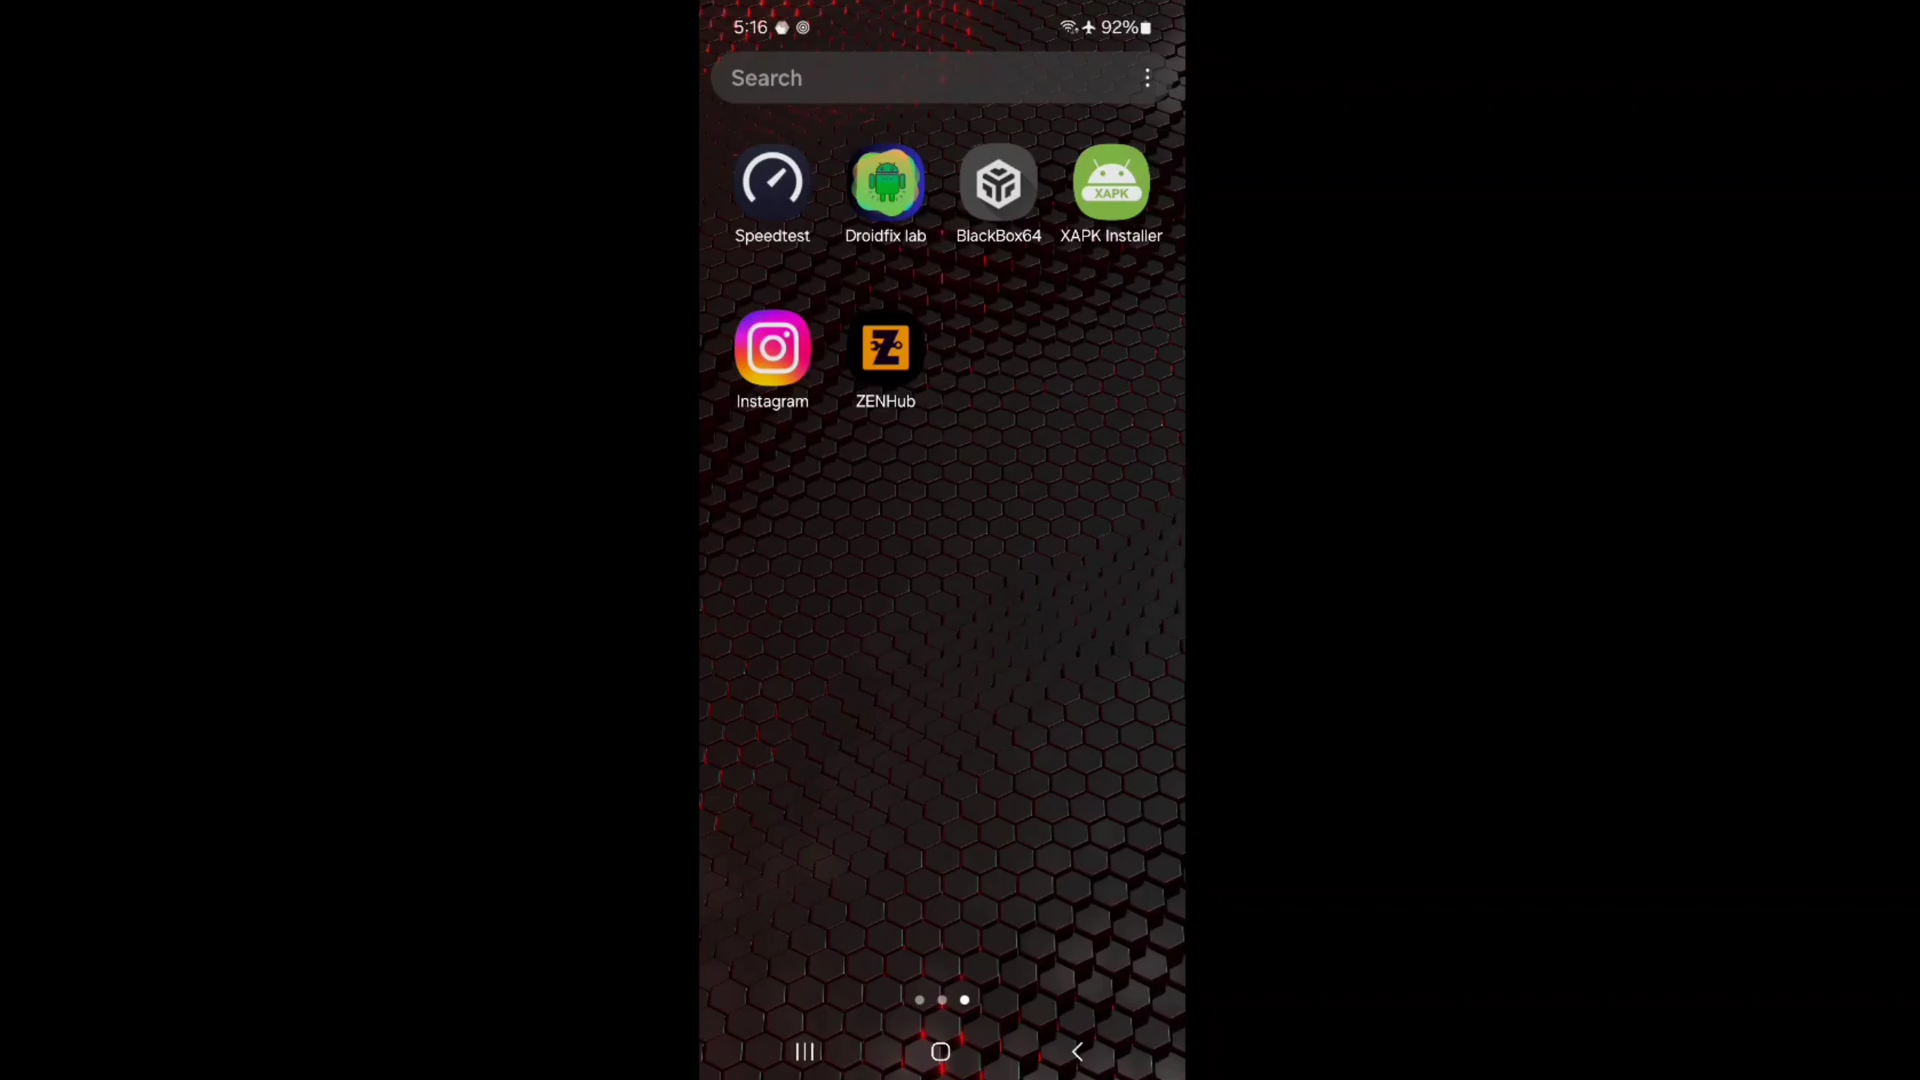 5:16 92%
Search
Speedtest Droidfix lab BlackBox64 XAPK Installer
XAPK
Instagram ZENHub